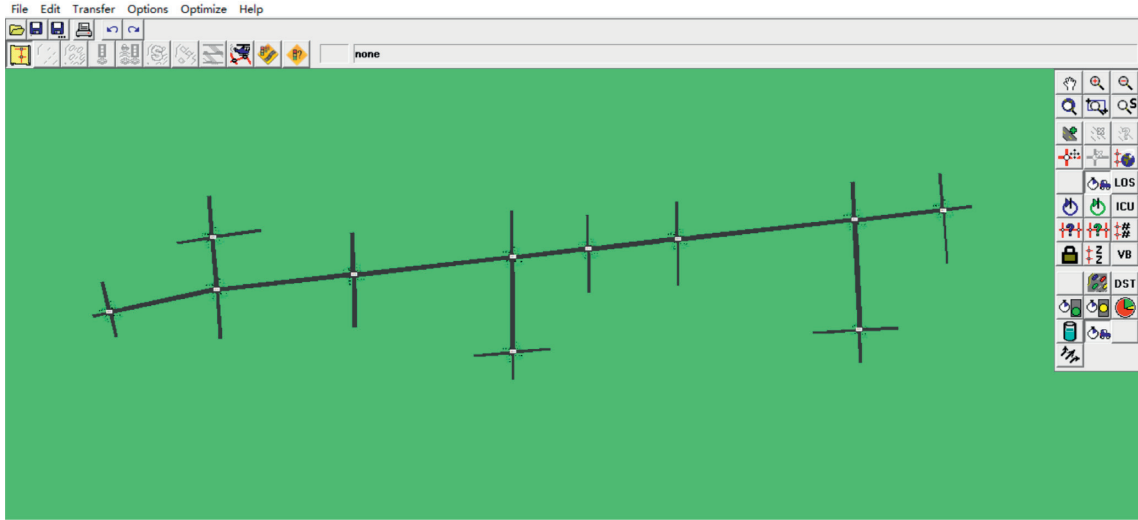 File Edit Transfer Options Optimize Help
none
S
LOS
ICU
#
#
Z
Z
VB
DST